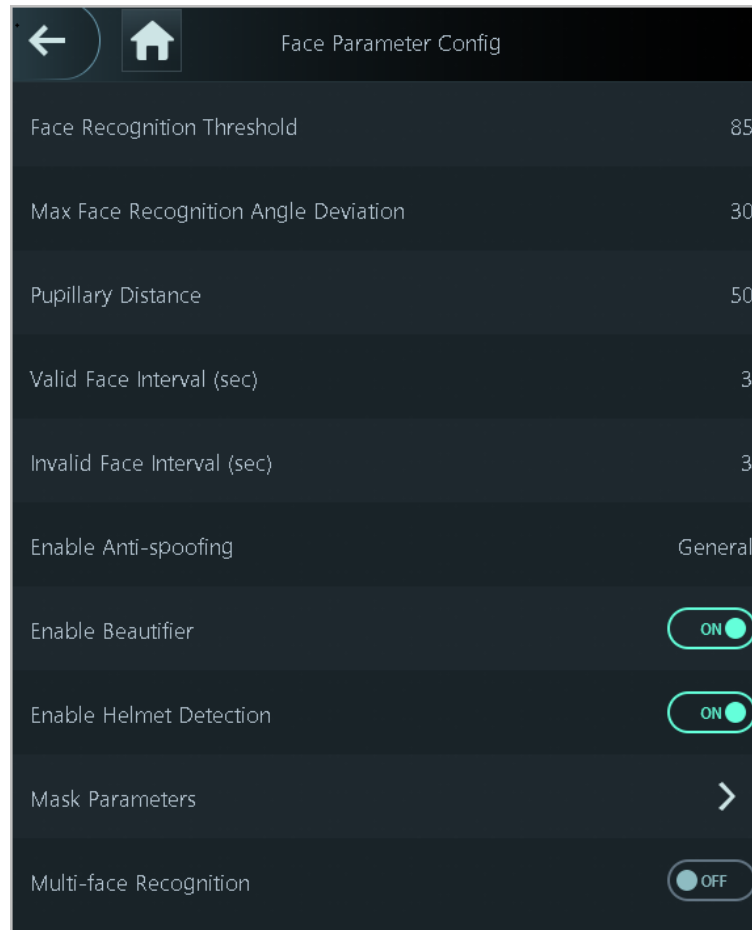 Face Parameter Config
Face Recognition Threshold 85
Max Face Recognition Angle Deviation 30
Pupillary Distance 50
Valid Face Interval (sec) 3
Invalid Face Interval (sec) 3
Enable Anti-spoofing General
Enable Beautifier ON
Enable Helmet Detection ON
Mask Parameters
Multi-face Recognition OFF